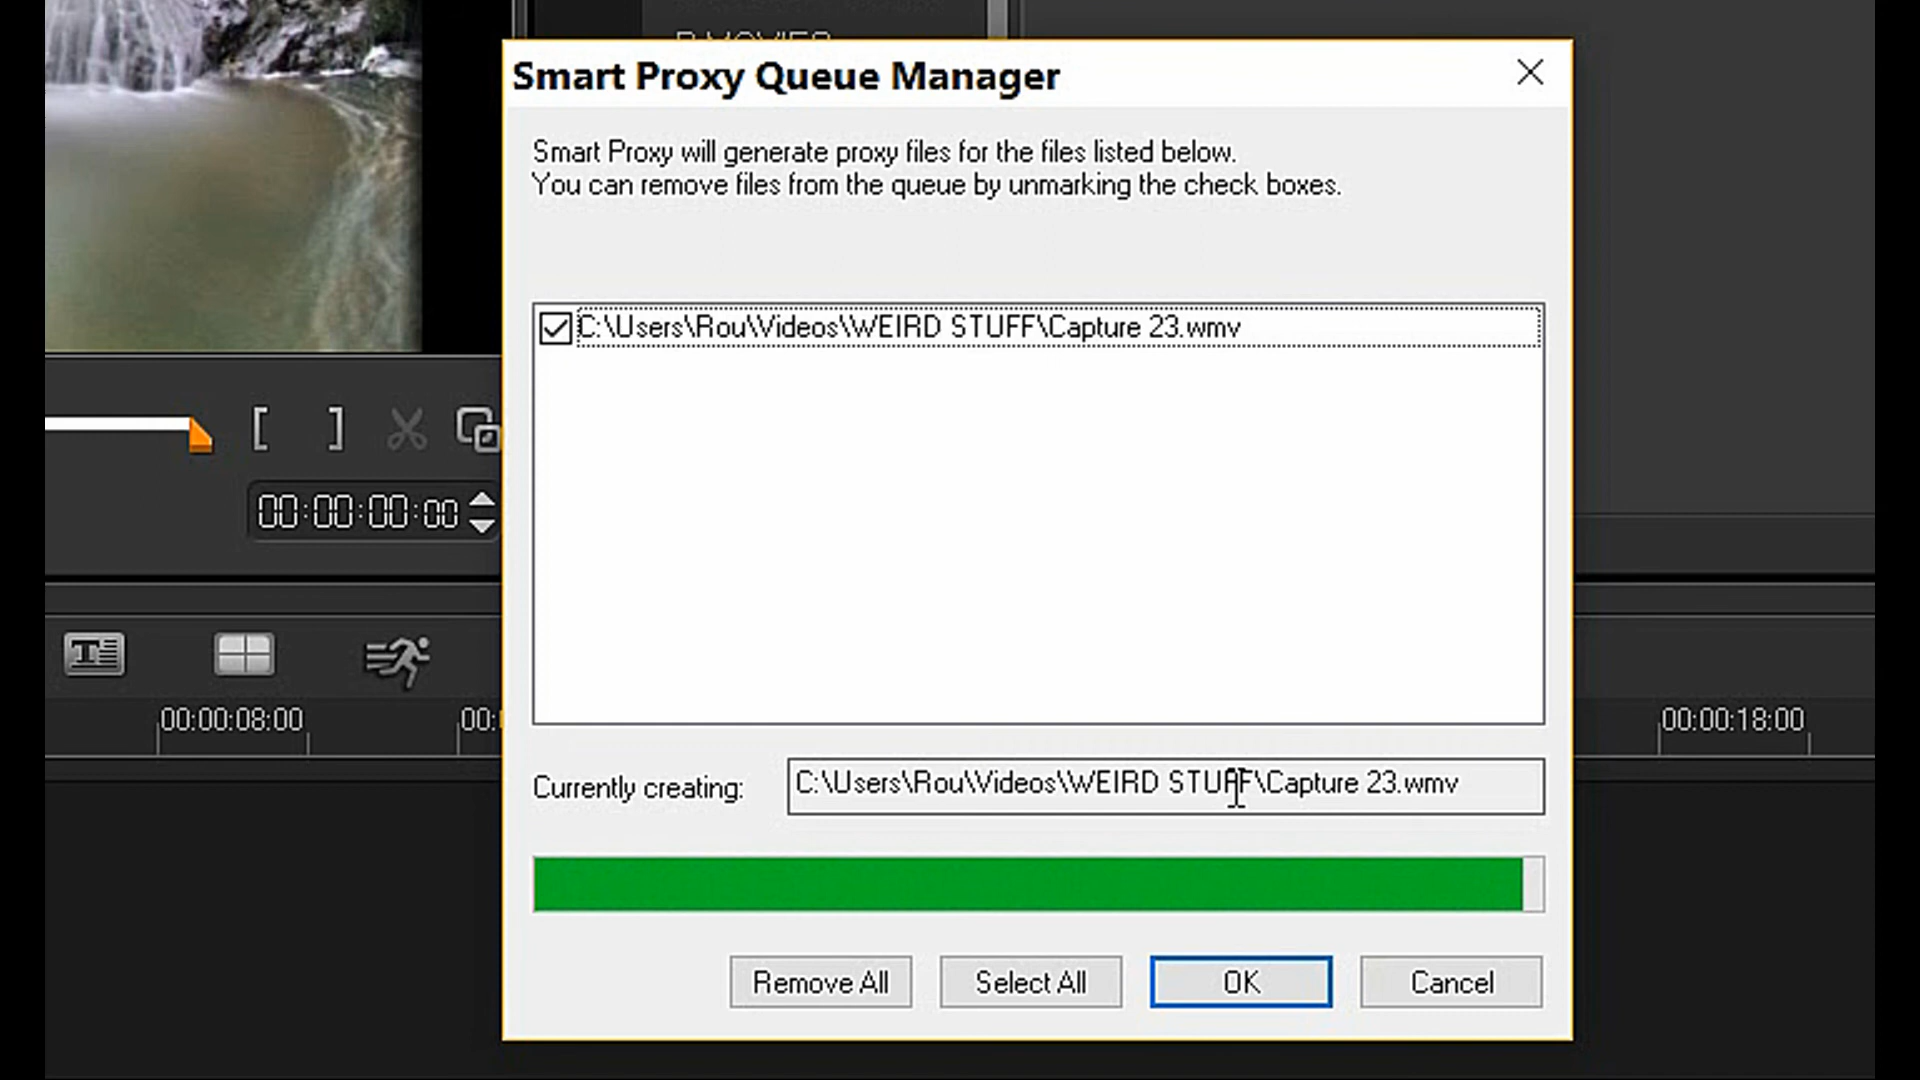 Smart Proxy Queue Manager
Smart Proxy will generate proxy files for the files listed below.
You can remove files from the queue by unmarking the check boxes.
C:\Users\Rou\Videos\WEIRD STUFF\Capture 23.wmv
00:00:00:00
00:00:08:00
00:
00:00:18:00
Currently creating:
C:\Users\Rou\Videos\WEIRD STUFF\Capture 23.wmv
Remove All
Select All
OK
Cancel